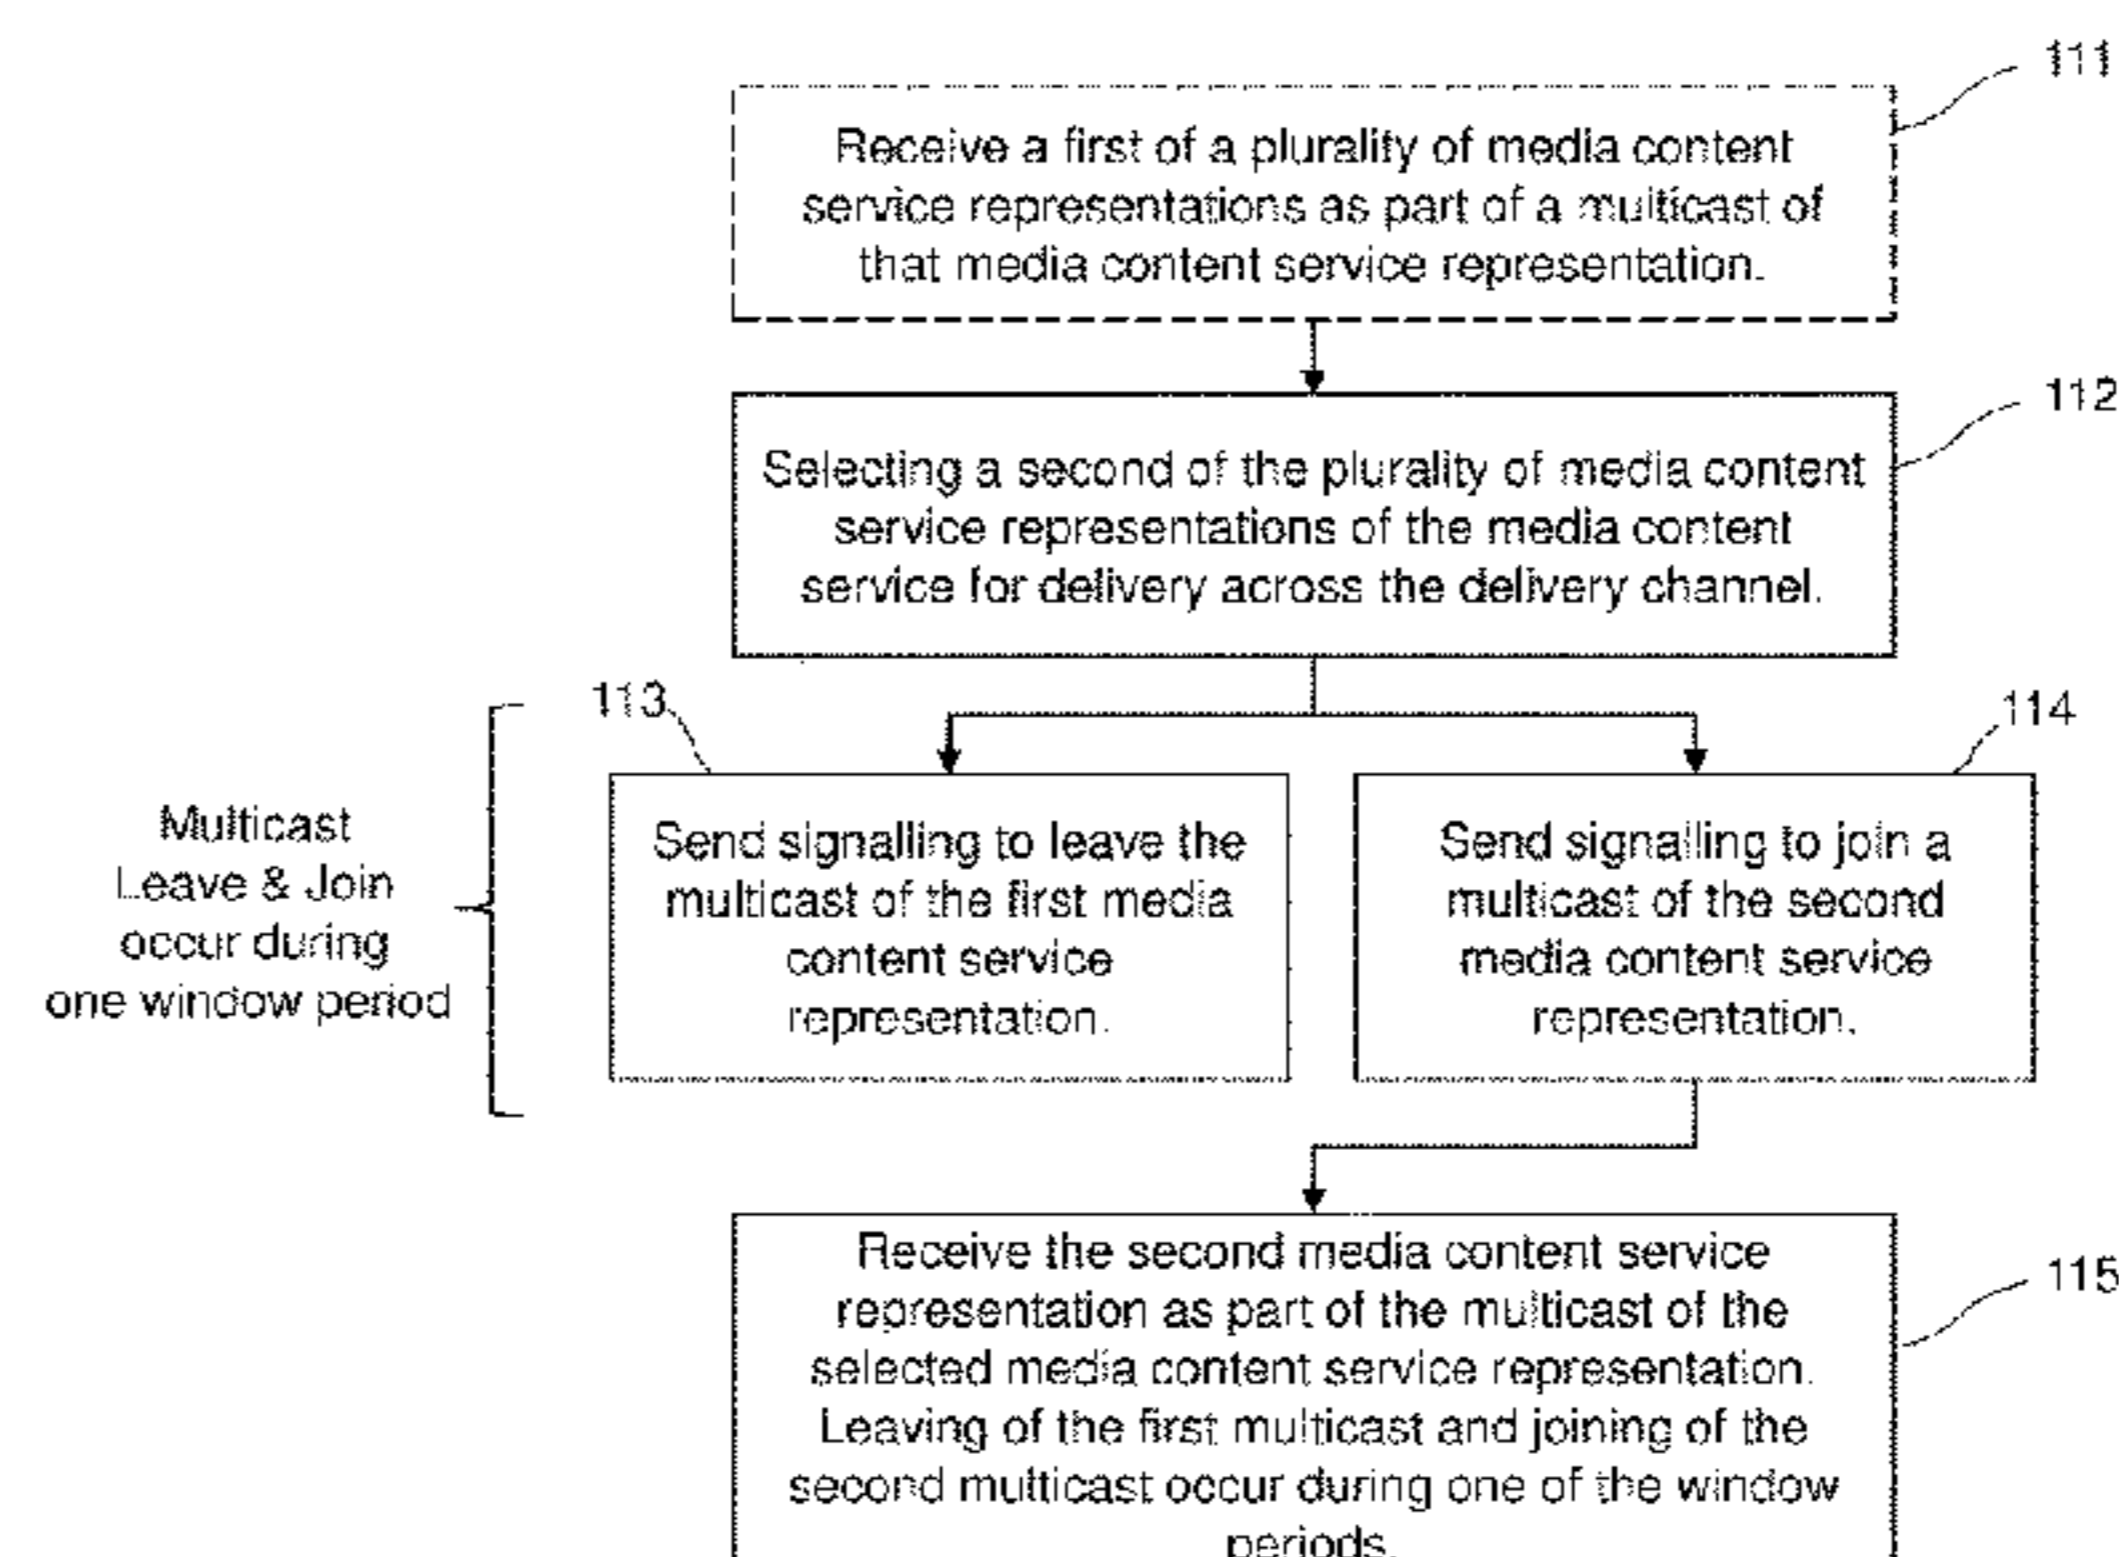 111
Receive a first of a plurality of media content
service representations as part of a multicast of
that media content service representation.
112
Selecting a second of the plurality of media content
service representations of the media content
service for delivery across the delivery channel.
113
114
Multicast
Leave & Join
occur during
one window period
Send signalling to leave the
multicast of the first media
content service
representation.
Send signalling to join a
multicast of the second
media content service
representation.
115
Receive the second media content service
representation as part of the multicast of the
selected media content service representation.
Leaving of the first multicast and joining of the
second multicast occur during one of the window
periods.